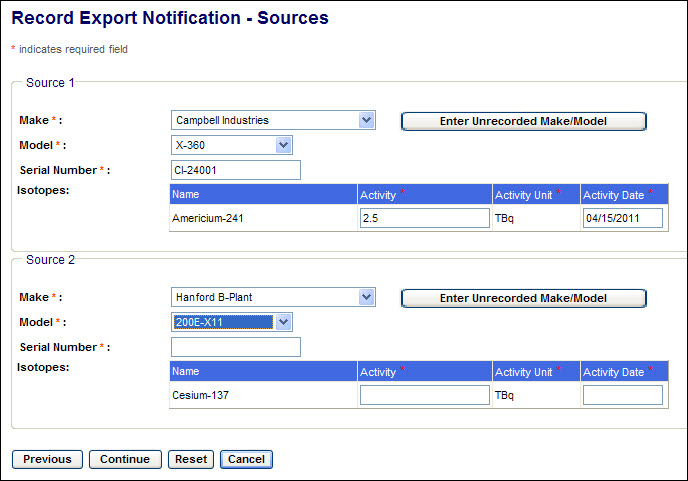 Record Export Notification - Sources
* indicates required field
Source 1
Make * : Campbell Industries Enter Unrecorded Make/Model
Model * : X-360
Serial Number * : CI-24001
Isotopes:
Name Activity * Activity Unit * Activity Date *
Americium-241 2.5 TBq 04/15/2011
Source 2
Make * : Hanford B-Plant Enter Unrecorded Make/Model
Model * : 200E-X11
Serial Number * :
Isotopes:
Name Activity * Activity Unit * Activity Date *
Cesium-137 TBq
Previous Continue Reset Cancel